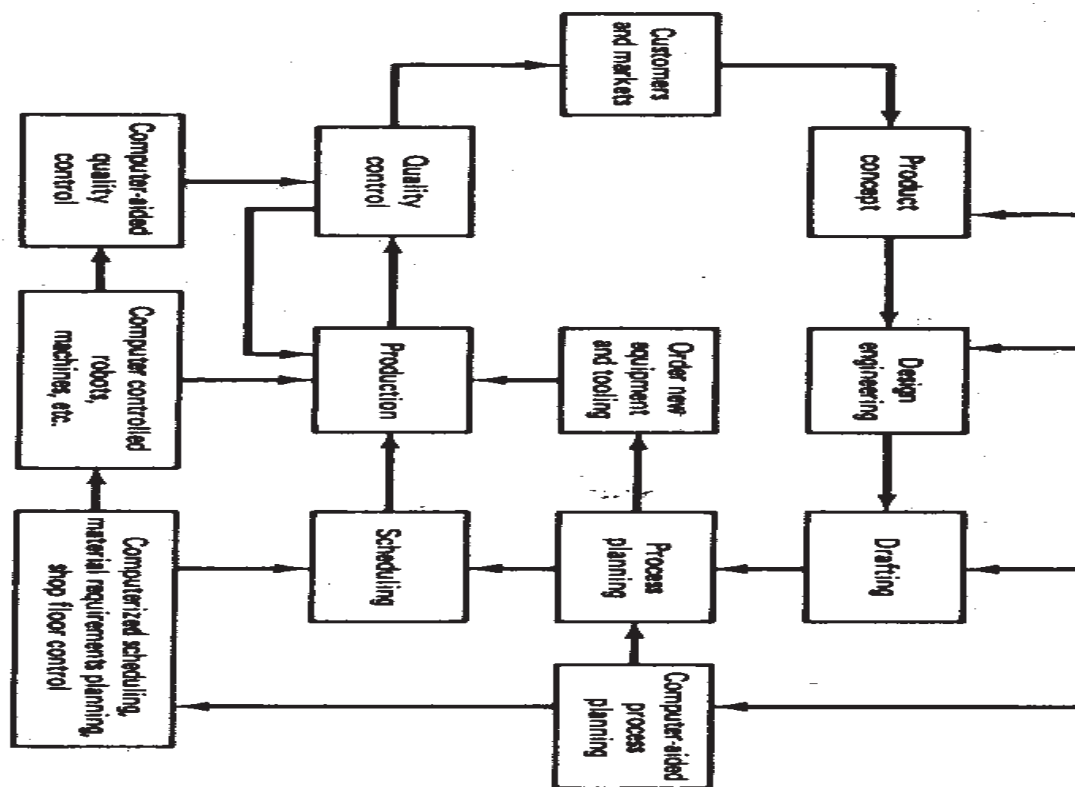 Product
concept
Design
engineering
Drafting
Customers
and markets
Order new
equipment
and tooling
Process
planning
Computer-aided
process
planning
Quality
control
Production
Scheduling
Computer-aided
quality
control
Computer controlled
robots,
machines, etc.
Computerized scheduling,
material requirements planning,
shop floor control